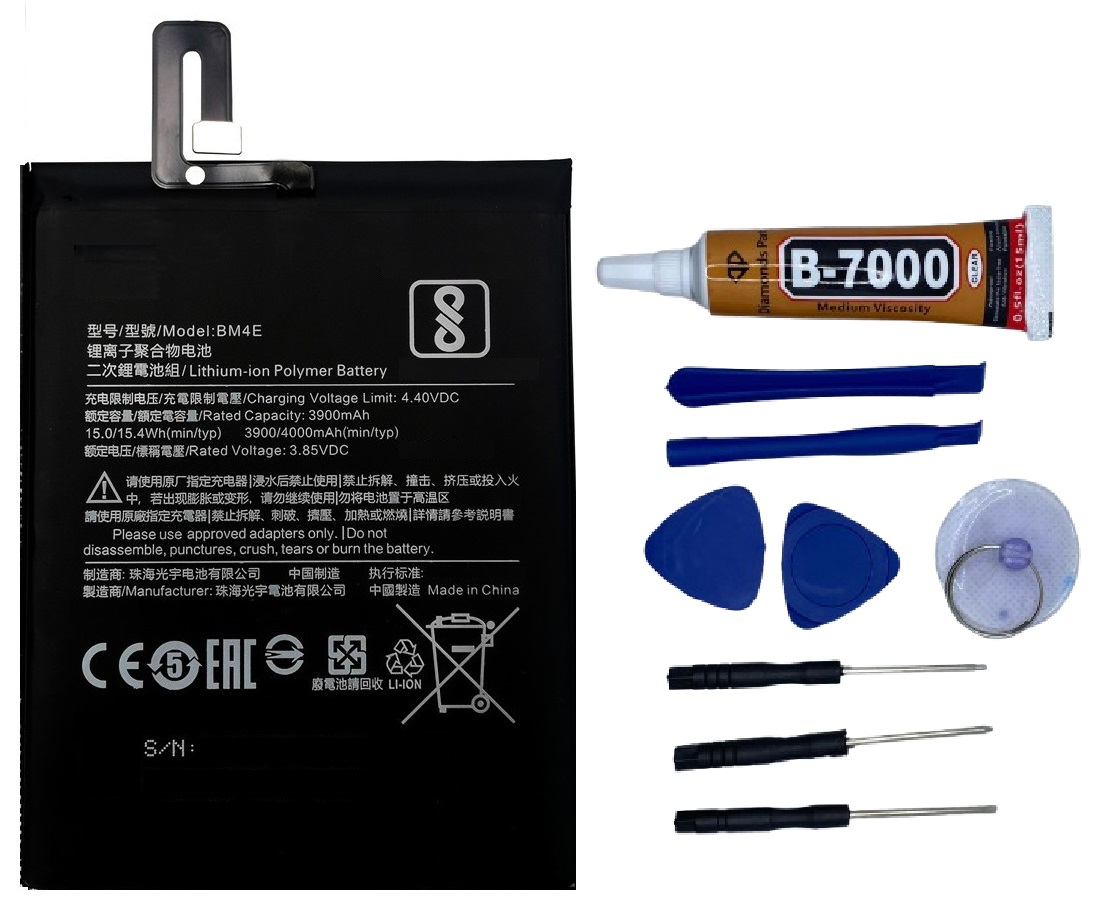 型号/型號/Model:BM4E
锂离子聚合物电池
二次鋰電池組/Lithium-ion Polymer Battery
充电限制电压/充電限制電壓/Charging Voltage Limit: 4.40VDC
额定容量/額定電容量/Rated Capacity: 3900mAh
15.0/15.4Wh(min/typ) 3900/4000mAh(min/typ)
额定电压/標稱電壓/Rated Voltage: 3.85VDC
请使用原厂指定充电器|浸水后禁止使用|禁止拆解、撞击、挤压或投入火
中，若出现膨胀或变形，请勿继续使用|勿将电池置于高温区
請使用原廠指定充電器|禁止拆解、刺破、擠壓、加熱或燃燒|詳情請參考説明書
Please use approved adapters only. |Do not
disassemble, punctures, crush, tears or burn the battery.
制造商: 珠海光宇电池有限公司 中国制造 执行标准:
製造商/Manufacturer: 珠海光宇電池有限公司 中國製造 Made in China
CE 5 EAC
廢電池請回收 LI-ION
S/N:
Diamonds
B-7000
CLEAR
Medium Viscosity
0.5fl.oz(15ml)